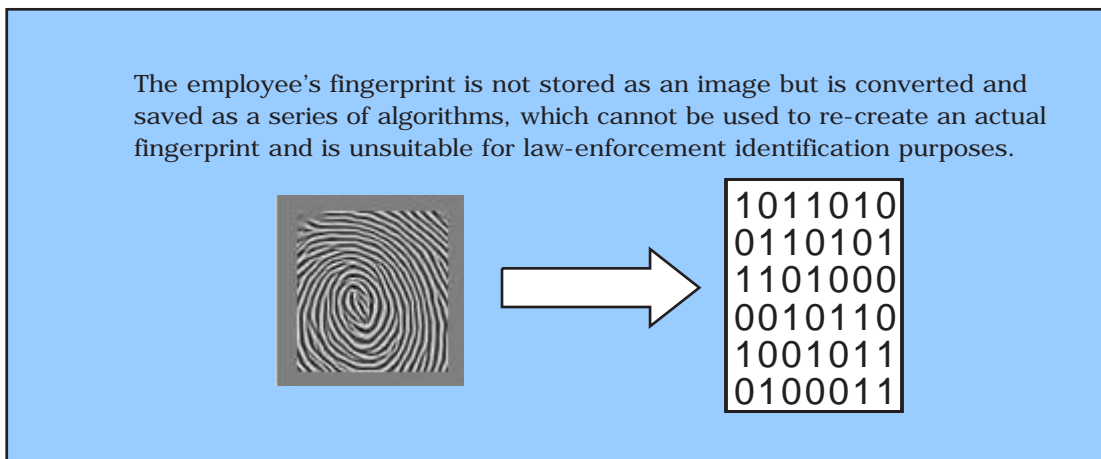 The employee's fingerprint is not stored as an image but is converted and
saved as a series of algorithms, which cannot be used to re-create an actual
fingerprint and is unsuitable for law-enforcement identification purposes.
1011010
0110101
1101000
0010110
1001011
0100011